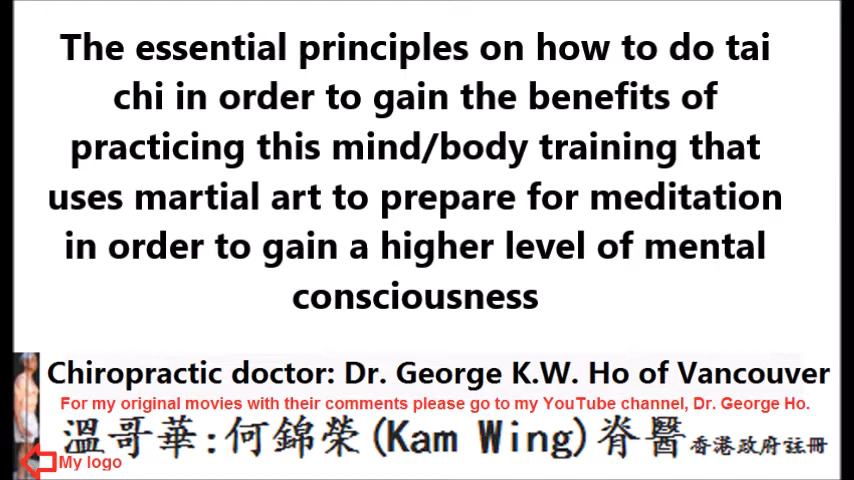 The essential principles on how to do tai
chi in order to gain the benefits of
practicing this mind/body training that
uses martial art to prepare for meditation
in order to gain a higher level of mental
consciousness
Chiropractic doctor: Dr. George K.W. Ho of Vancouver
For my original movies with their comments please go to my YouTube channel, Dr. George Ho.
溫哥華:何錦榮(Kam Wing)脊醫香港政府註冊
My logo